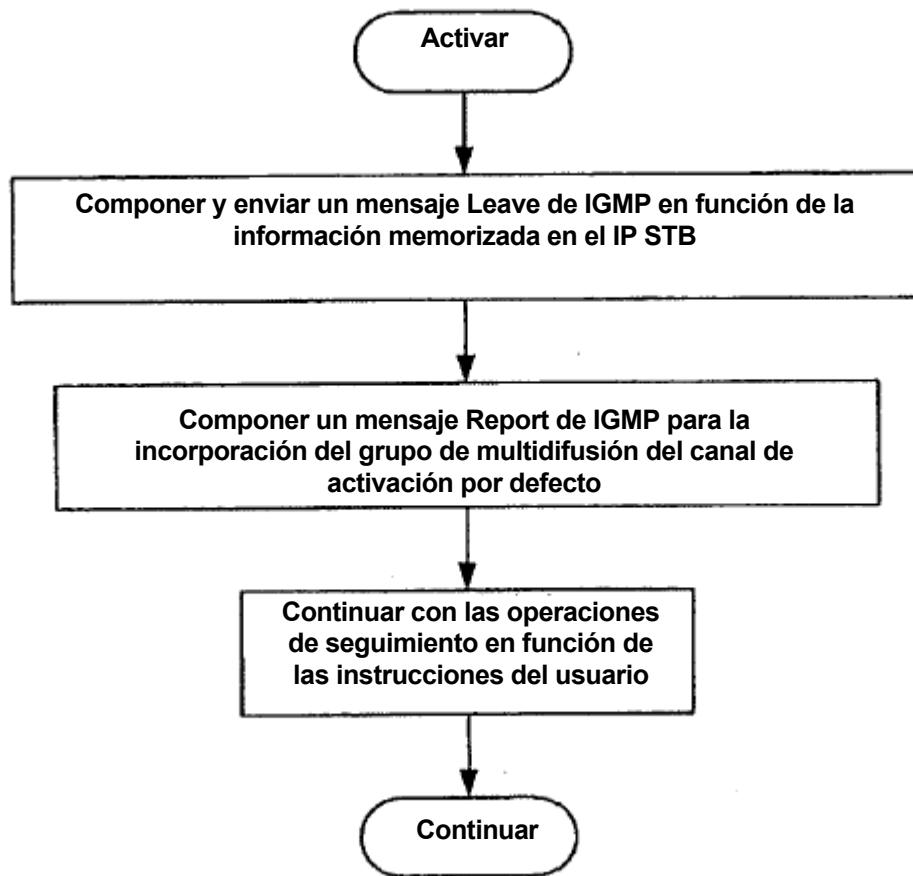 Activar
Componer y enviar un mensaje Leave de IGMP en función de la
información memorizada en el IP STB
Componer un mensaje Report de IGMP para la
incorporación del grupo de multidifusión del canal de
activación por defecto
Continuar con las operaciones
de seguimiento en función de
las instrucciones del usuario
Continuar